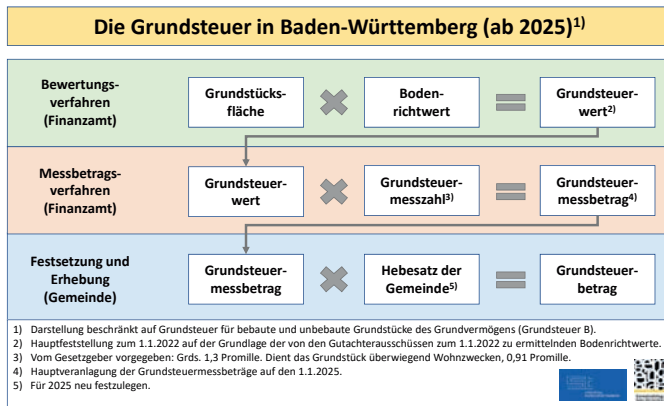 Die Grundsteuer in Baden-Württemberg (ab 2025)1)
Bewertungs-
verfahren
(Finanzamt)
Grundstücks-
fläche
Boden-
richtwert
Grundsteuer-
wert2)
Messbetrags-
verfahren
(Finanzamt)
Grundsteuer-
wert
Grundsteuer-
messzahl3)
Grundsteuer-
messbetrag4)
Festsetzung und
Erhebung
(Gemeinde)
Grundsteuer-
messbetrag
Hebesatz der
Gemeinde5)
Grundsteuer-
betrag
1) Darstellung beschränkt auf Grundsteuer für bebaute und unbebaute Grundstücke des Grundvermögens (Grundsteuer B).
2) Hauptfeststellung zum 1.1.2022 auf der Grundlage der von den Gutachterausschüssen zum 1.1.2022 zu ermittelnden Bodenrichtwerte.
3) Vom Gesetzgeber vorgegeben: Grds. 1,3 Promille. Dient das Grundstück überwiegend Wohnzwecken, 0,91 Promille.
4) Hauptveranlagung der Grundsteuermessbeträge auf den 1.1.2025.
5) Für 2025 neu festzulegen.